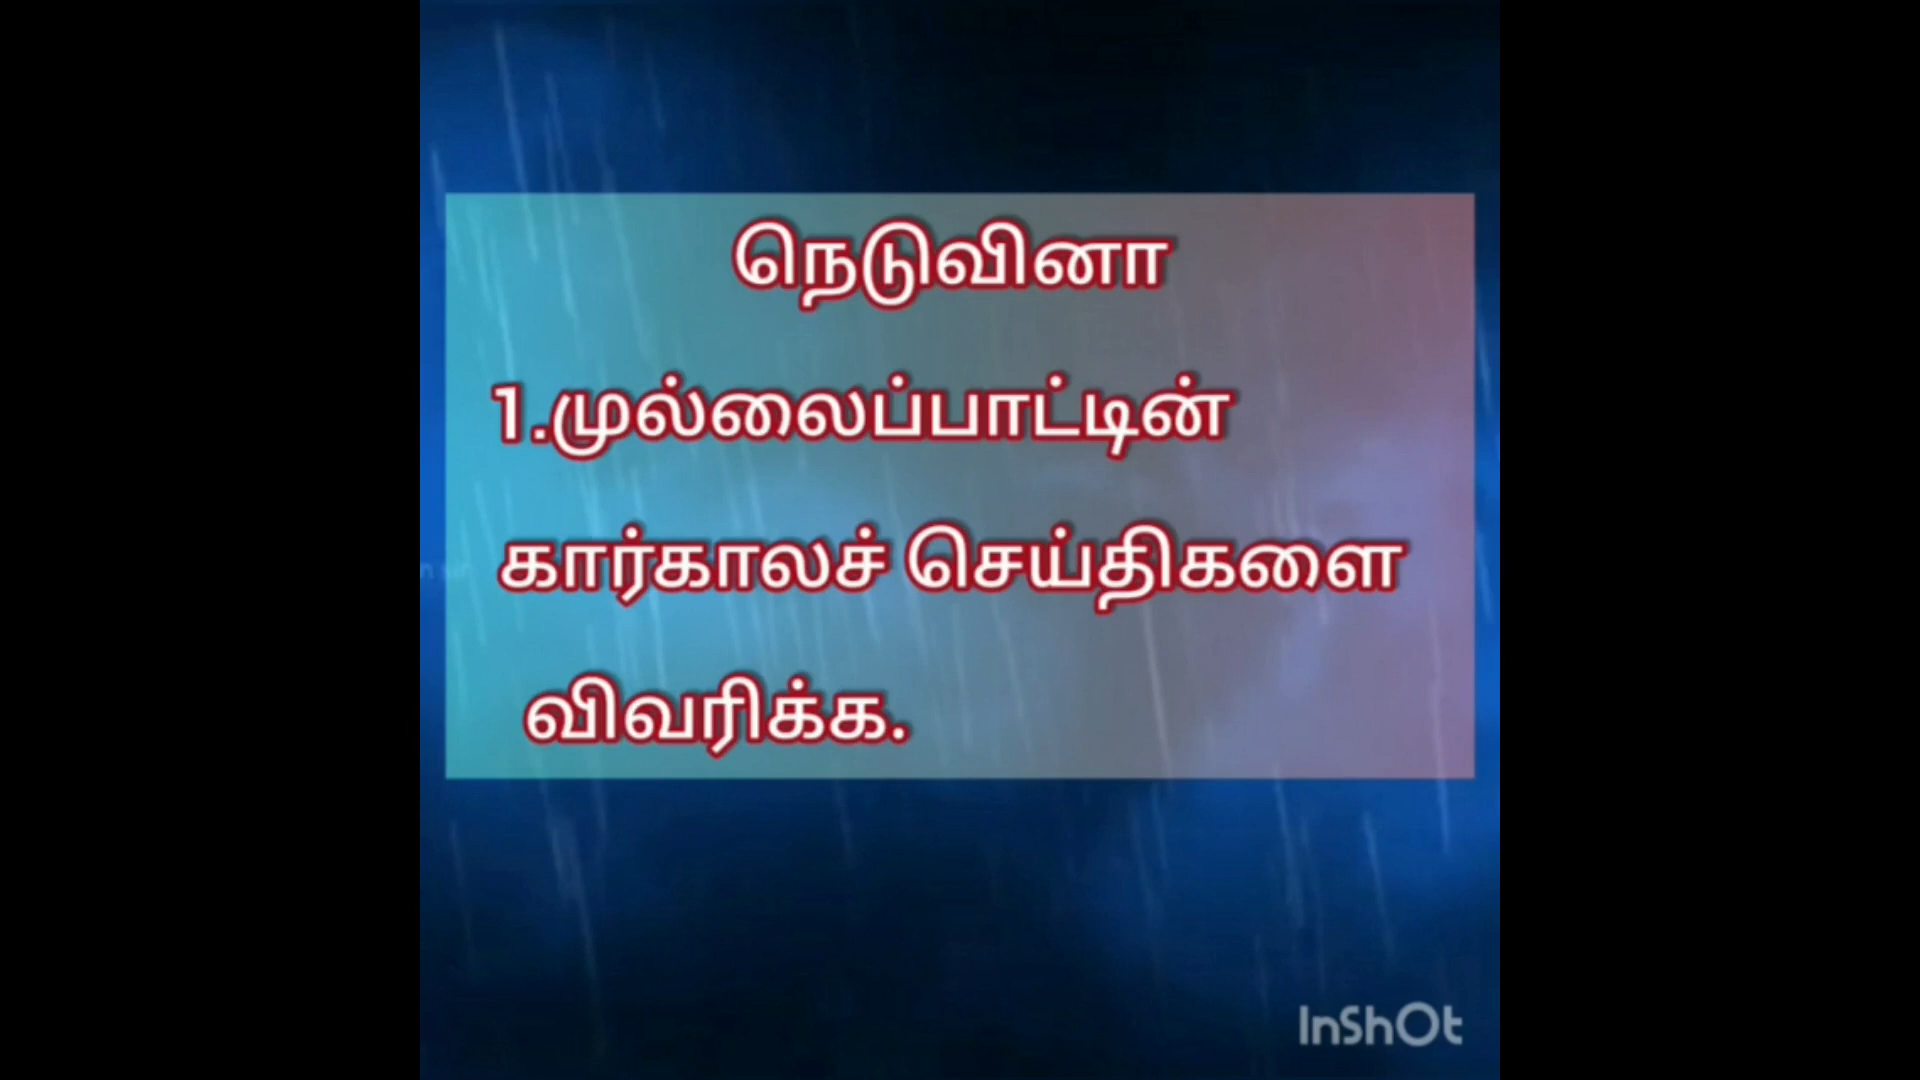 நெடுவினா
1.முல்லைப்பாட்டின்
கார்காலச் செய்திகளை
விவரிக்க.
InShOt